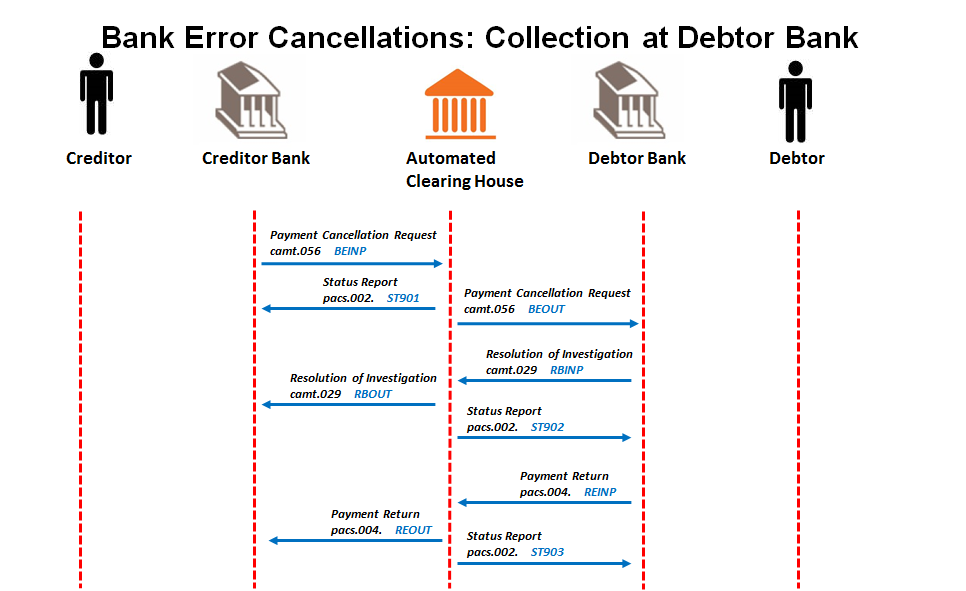 Bank Error Cancellations: Collection at Debtor Bank
Creditor
Creditor Bank
Automated
Clearing House
Debtor Bank
Debtor
Payment Cancellation Request
camt.056 BEINP
Status Report
pacs.002. ST901
Payment Cancellation Request
camt.056 BEOUT
Resolution of Investigation
camt.029 RBINP
Resolution of Investigation
camt.029 RBOUT
Status Report
pacs.002. ST902
Payment Return
pacs.004. REINP
Payment Return
pacs.004. REOUT
Status Report
pacs.002. ST903